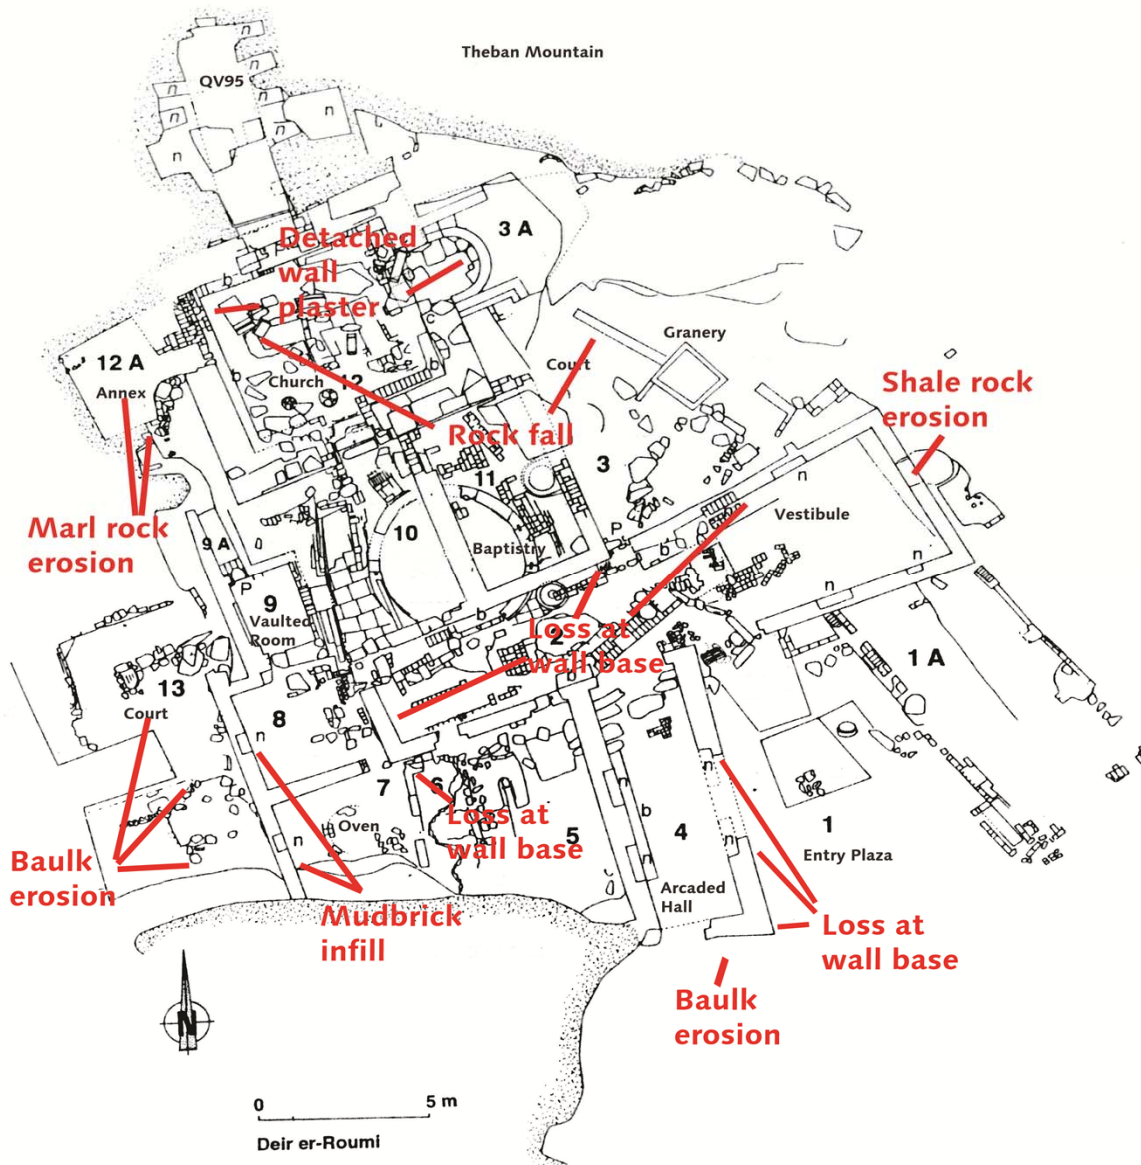 Theban Mountain
n
QV95
n
n
n
n
n
n
n
3 A
Detached
wall
plaster
b
b
c
c
b
12 A
Annex
Church
12
b
Court
Granery
Rock fall
Shale rock
erosion
11
3
n
Marl rock
erosion
9 A
10
Baptistry
P
b
Vestibule
n
n
P
9
Vaulted
Room
b
2
Loss at
wall base
1 A
13
Court
8
n
n
n
7
6
Loss at
wall base
n
Oven
5
b
4
n
1
Entry Plaza
Baulk
erosion
n
Arcaded
Hall
Mudbrick
infill
Loss at
wall base
Baulk
erosion
N
0
5 m
Deir er-Roumi